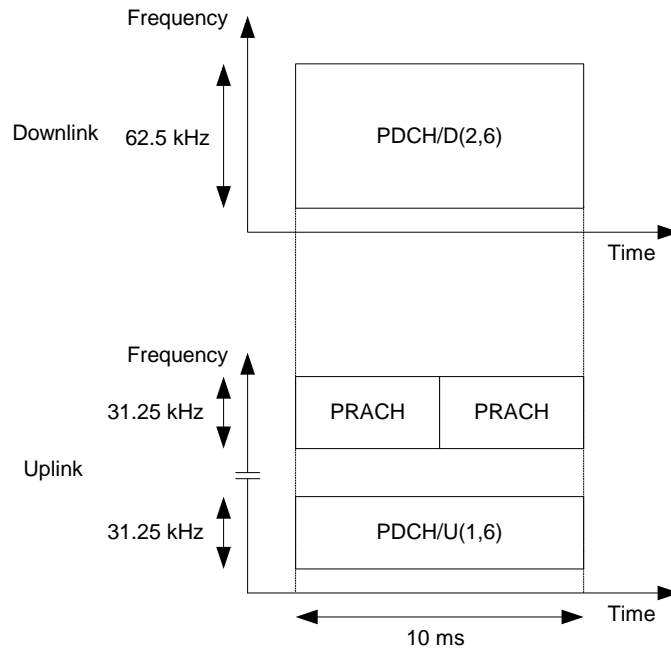 Frequency
Downlink
62.5 kHz
PDCH/D(2,6)
Time
Frequency
31.25 kHz
PRACH
PRACH
Uplink
31.25 kHz
PDCH/U(1,6)
Time
10 ms